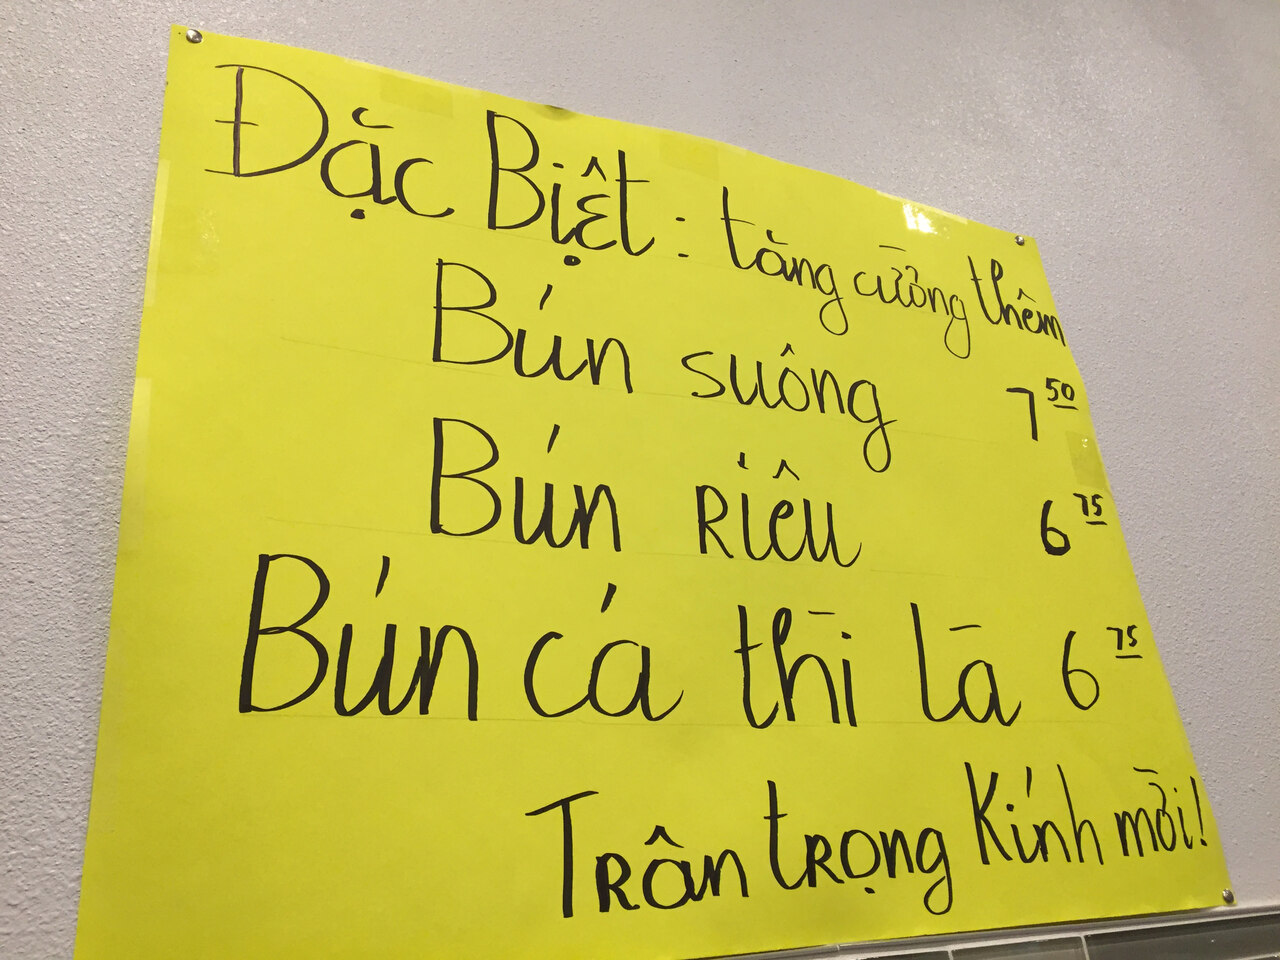 Đặc Biệt: tăng cường thêm
Bún suông 7 50
Bún Riêu 6 75
Bún cá thì là 6 75
Trân trọng Kính mời!